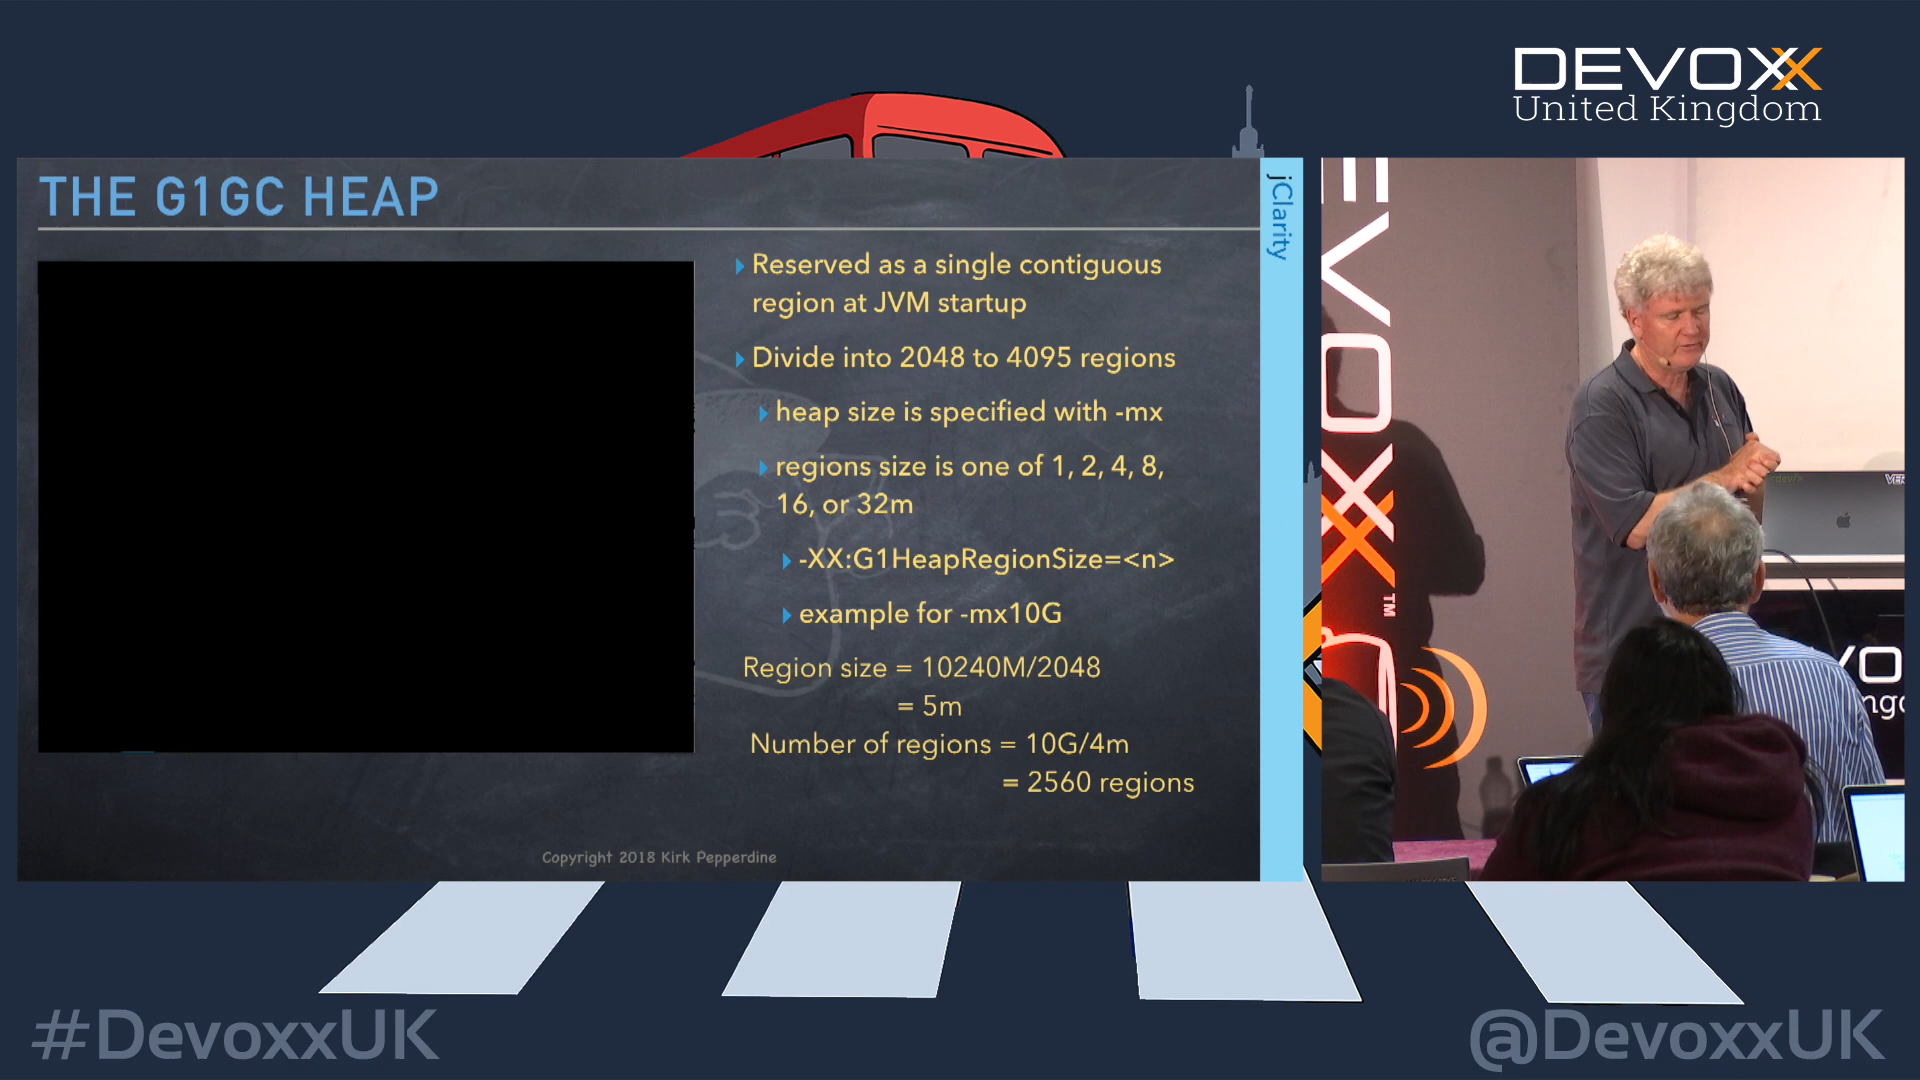 DEVOXX
United Kingdom
THE G1GC HEAP
jClarity
Reserved as a single contiguous
region at JVM startup
Divide into 2048 to 4095 regions
heap size is specified with -mx
regions size is one of 1, 2, 4, 8,
16, or 32m
-XX:G1HeapRegionSize=<n>
example for -mx10G
Region size = 10240M/2048
= 5m
Number of regions = 10G/4m
= 2560 regions
Copyright 2018 Kirk Pepperdine
EVOXX™
#DevoxxUK
@DevoxxUK